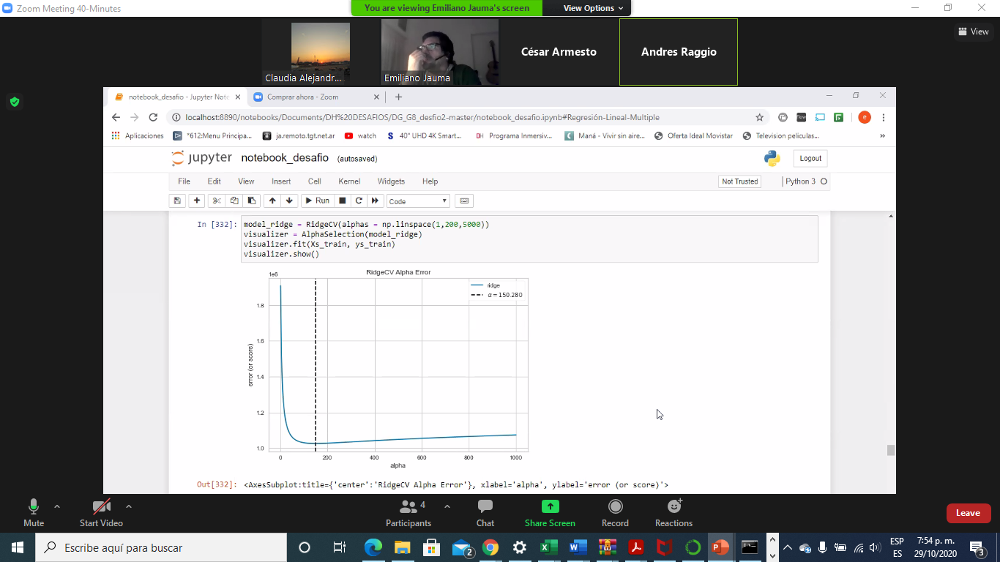 Zoom Meeting 40-Minutes
You are viewing Emiliano Jauma's screen
View Options
View
Claudia Alejandr...
Emiliano Jauma
César Armesto
Andres Raggio
notebook_desafio - Jupyter Note
Comprar ahora - Zoom
localhost:8890/notebooks/Documents/DH%20DESAFIOS/DG_G8_desfio2-master/notebook_desafio.ipynb#Regresión-Lineal-Multiple
e
Aplicaciones
*612:Menu Principa...
ja.remoto.tgt.net.ar
watch
40" UHD 4K Smart...
Programa Inmersiv...
Maná - Vivir sin aire...
Oferta Ideal Movistar
Television peliculas...
jupyter notebook_desafio (autosaved)
Logout
File Edit View Insert Cell Kernel Widgets Help
Not Trusted
Python 3
Run
Code
In [332]: model_ridge = RidgeCV(alphas = np.linspace(1,200,5000))
visualizer = AlphaSelection(model_ridge)
visualizer.fit(Xs_train, ys_train)
visualizer.show()
RidgeCV Alpha Error
1e6
ridge
α = 150.280
1.8
1.6
1.4
1.2
1.0
error (or score)
0 200 400 600 800 1000
alpha
Out[332]: <AxesSubplot:title={'center':'RidgeCV Alpha Error'}, xlabel='alpha', ylabel='error (or score)'>
Mute
Start Video
4
Participants
Chat
Share Screen
Record
Reactions
Leave
Escribe aquí para buscar
2
ESP
ES
7:54 p. m.
29/10/2020
3